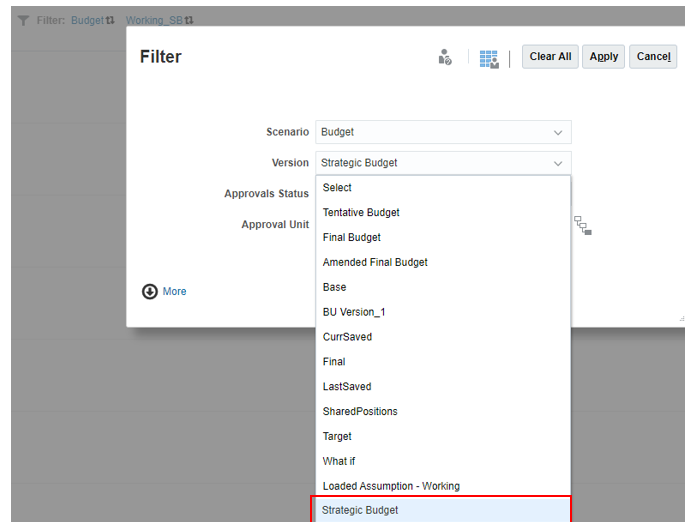 Filter: Budget Working_SB
Filter
Clear All Apply Cancel
Scenario Budget
Version Strategic Budget
Approvals Status
Approval Unit
Select
Tentative Budget
Final Budget
Amended Final Budget
Base
BU Version_1
CurrSaved
Final
LastSaved
SharedPositions
Target
What if
Loaded Assumption - Working
Strategic Budget
More